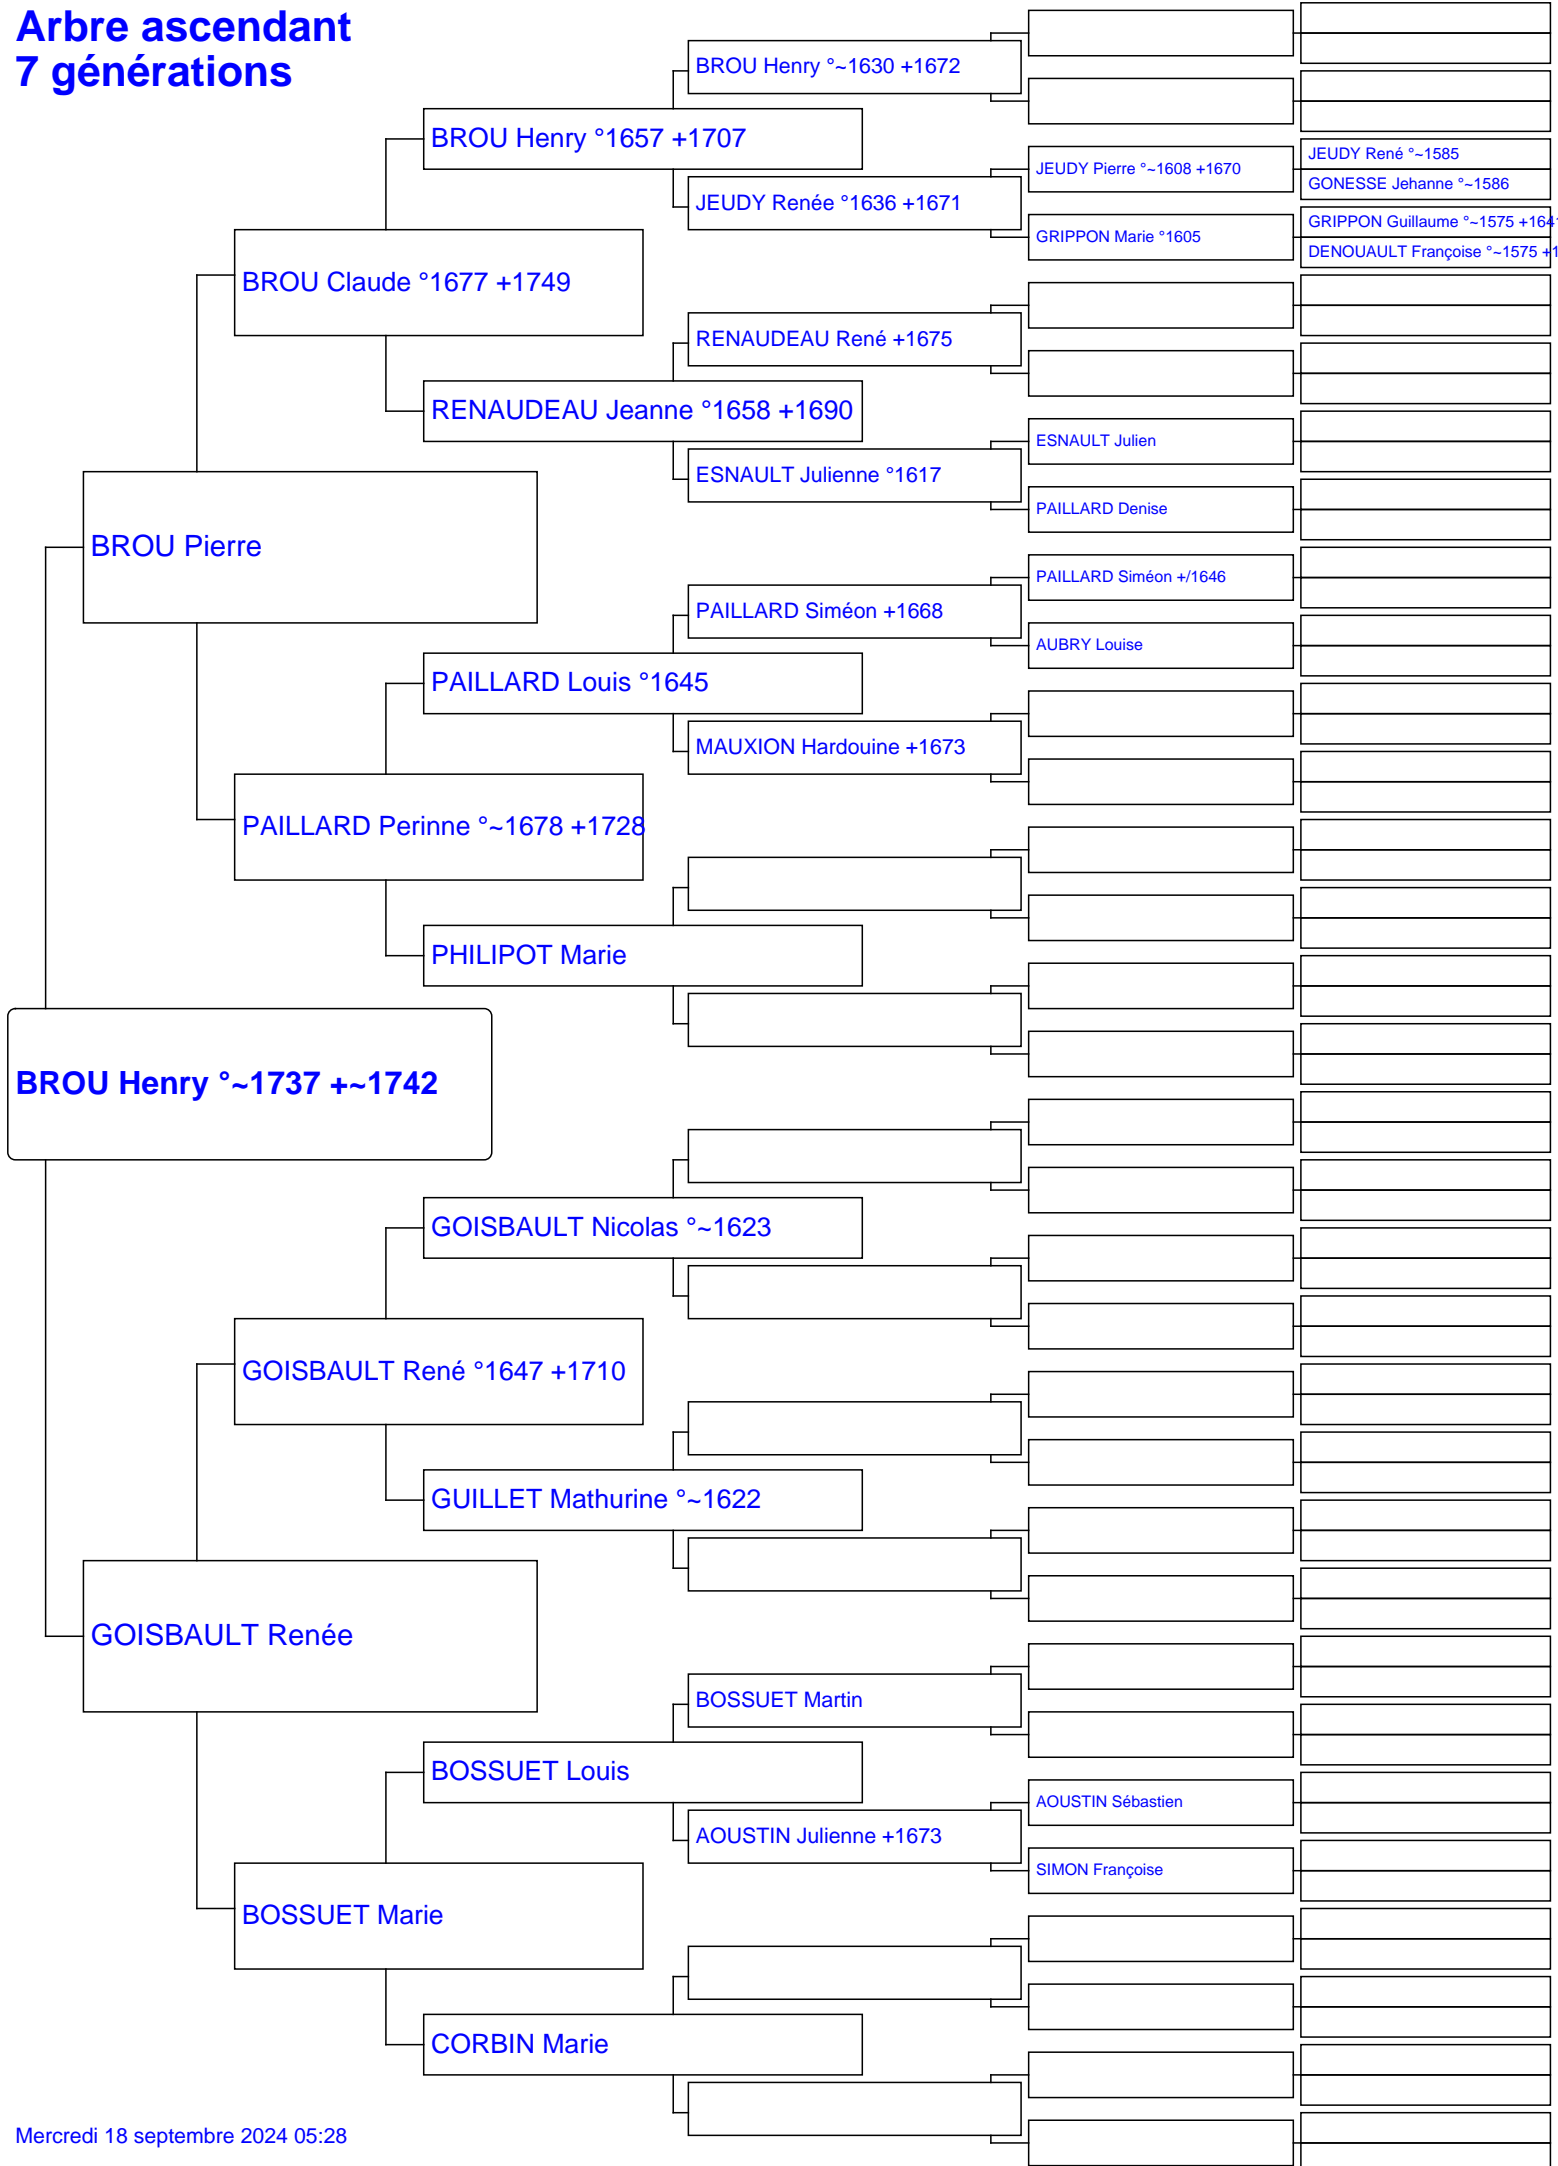 Arbre ascendant
7 générations
BROU Henry °~1630 +1672
BROU Henry °1657 +1707
JEUDY René °~1585
JEUDY Pierre °~1608 +1670
GONESSE Jehanne °~1586
JEUDY Renée °1636 +1671
GRIPPON Guillaume °~1575 +1641
GRIPPON Marie °1605
DENOUAULT Françoise °~1575 +1
BROU Claude °1677 +1749
RENAUDEAU René +1675
RENAUDEAU Jeanne °1658 +1690
ESNAULT Julien
ESNAULT Julienne °1617
PAILLARD Denise
BROU Pierre
PAILLARD Siméon +/1646
PAILLARD Siméon +1668
AUBRY Louise
PAILLARD Louis °1645
MAUXION Hardouine +1673
PAILLARD Perinne °~1678 +1728
PHILIPOT Marie
BROU Henry °~1737 +~1742
GOISBAULT Nicolas °~1623
GOISBAULT René °1647 +1710
GUILLET Mathurine °~1622
GOISBAULT Renée
BOSSUET Martin
BOSSUET Louis
AOUSTIN Sébastien
AOUSTIN Julienne +1673
SIMON Françoise
BOSSUET Marie
CORBIN Marie
Mercredi 18 septembre 2024 05:28